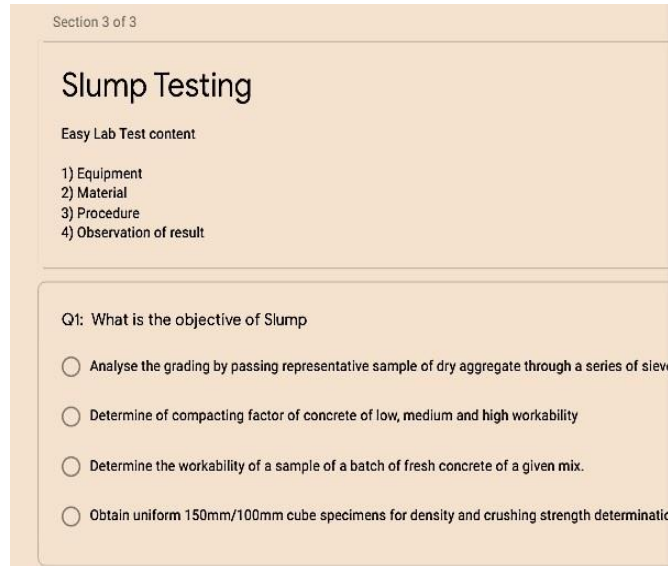 Section 3 of 3
Slump Testing
Easy Lab Test content
1) Equipment
2) Material
3) Procedure
4) Observation of result
Q1: What is the objective of Slump
Analyse the grading by passing representative sample of dry aggregate through a series of
Determine of compacting factor of concrete of low, medium and high workability
Determine the workability of a sample of a batch of fresh concrete of a given mix.
Obtain uniform 150mm/100mm cube specimens for density and crushing strength